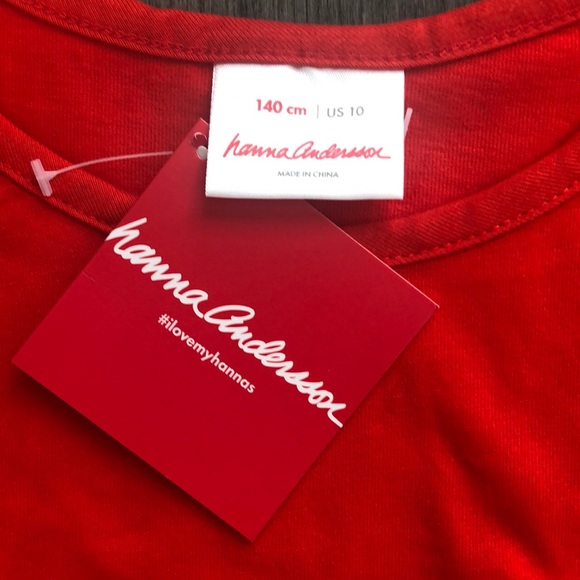 140 cm | US 10
hanna andersson
MADE IN CHINA
hanna andersson
#ilovemyhannas